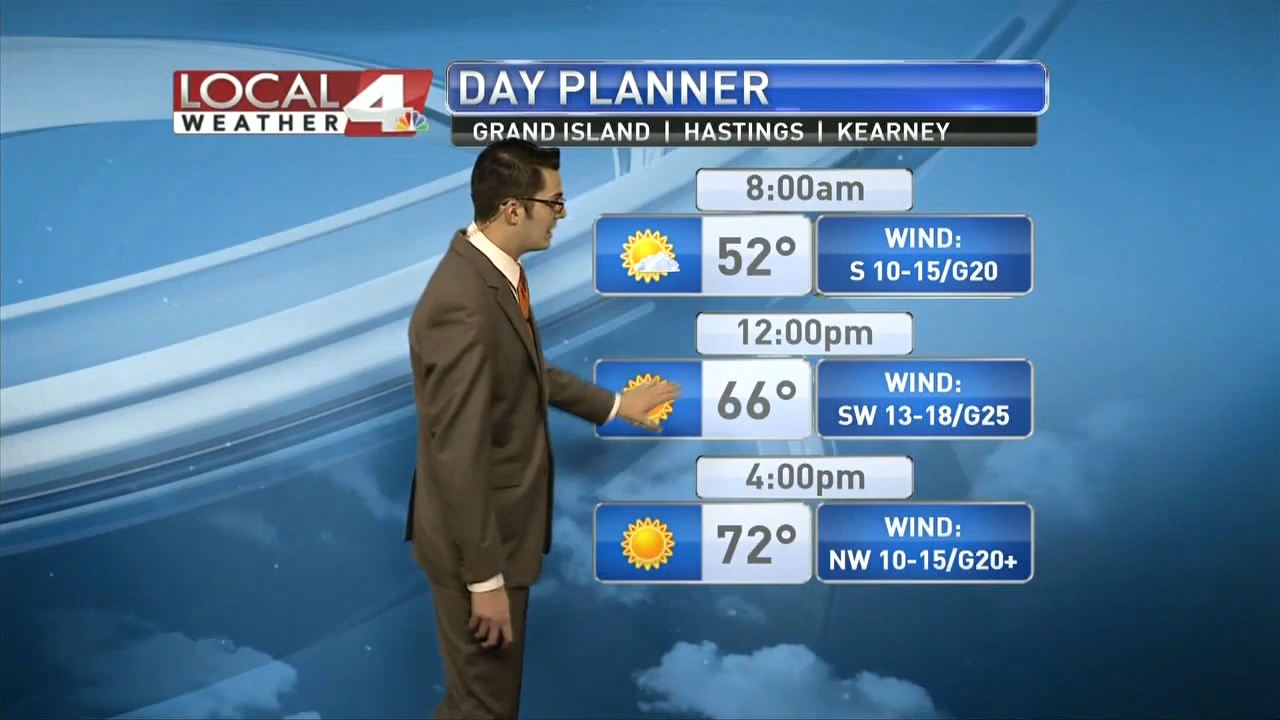 LOCAL 4
WEATHER
DAY PLANNER
GRAND ISLAND | HASTINGS | KEARNEY
8:00am
52°
WIND:
S 10-15/G20
12:00pm
66°
WIND:
SW 13-18/G25
4:00pm
72°
WIND:
NW 10-15/G20+